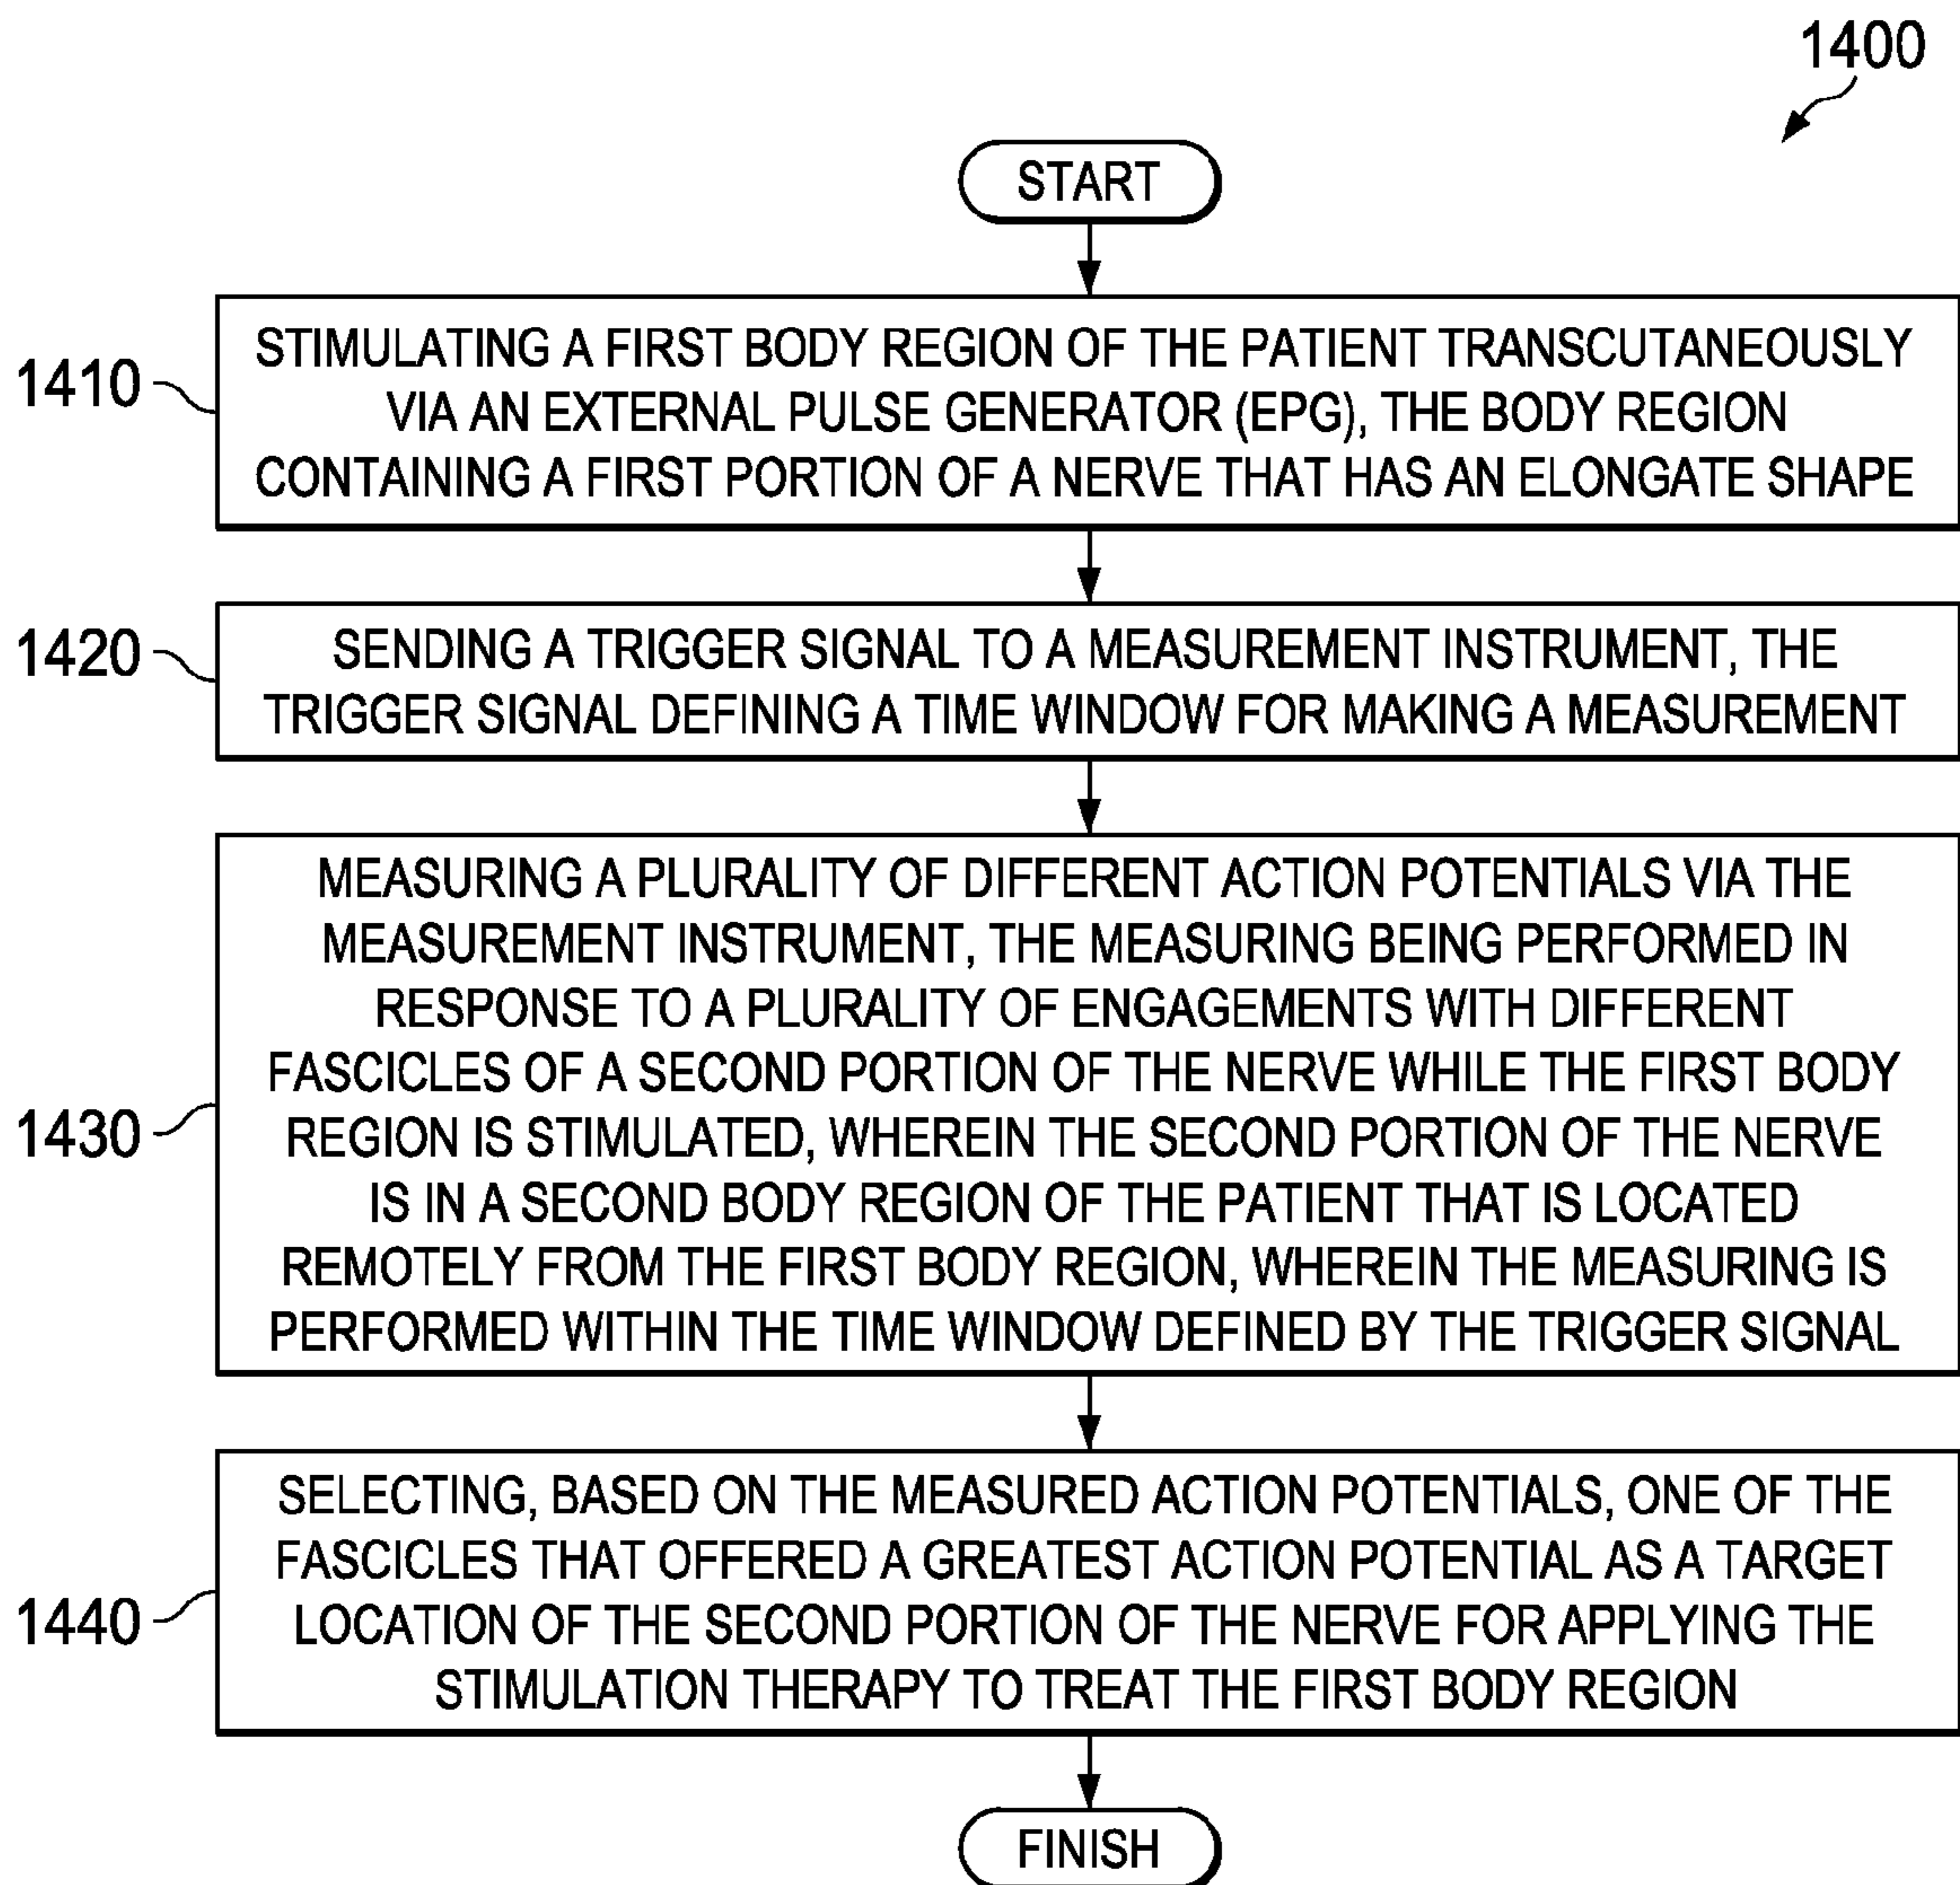 1400
START
1410
STIMULATING A FIRST BODY REGION OF THE PATIENT TRANSCUTANEOUSLY
VIA AN EXTERNAL PULSE GENERATOR (EPG), THE BODY REGION
CONTAINING A FIRST PORTION OF A NERVE THAT HAS AN ELONGATE SHAPE
1420
SENDING A TRIGGER SIGNAL TO A MEASUREMENT INSTRUMENT, THE
TRIGGER SIGNAL DEFINING A TIME WINDOW FOR MAKING A MEASUREMENT
1430
MEASURING A PLURALITY OF DIFFERENT ACTION POTENTIALS VIA THE
MEASUREMENT INSTRUMENT, THE MEASURING BEING PERFORMED IN
RESPONSE TO A PLURALITY OF ENGAGEMENTS WITH DIFFERENT
FASCICLES OF A SECOND PORTION OF THE NERVE WHILE THE FIRST BODY
REGION IS STIMULATED, WHEREIN THE SECOND PORTION OF THE NERVE
IS IN A SECOND BODY REGION OF THE PATIENT THAT IS LOCATED
REMOTELY FROM THE FIRST BODY REGION, WHEREIN THE MEASURING IS
PERFORMED WITHIN THE TIME WINDOW DEFINED BY THE TRIGGER SIGNAL
1440
SELECTING, BASED ON THE MEASURED ACTION POTENTIALS, ONE OF THE
FASCICLES THAT OFFERED A GREATEST ACTION POTENTIAL AS A TARGET
LOCATION OF THE SECOND PORTION OF THE NERVE FOR APPLYING THE
STIMULATION THERAPY TO TREAT THE FIRST BODY REGION
FINISH